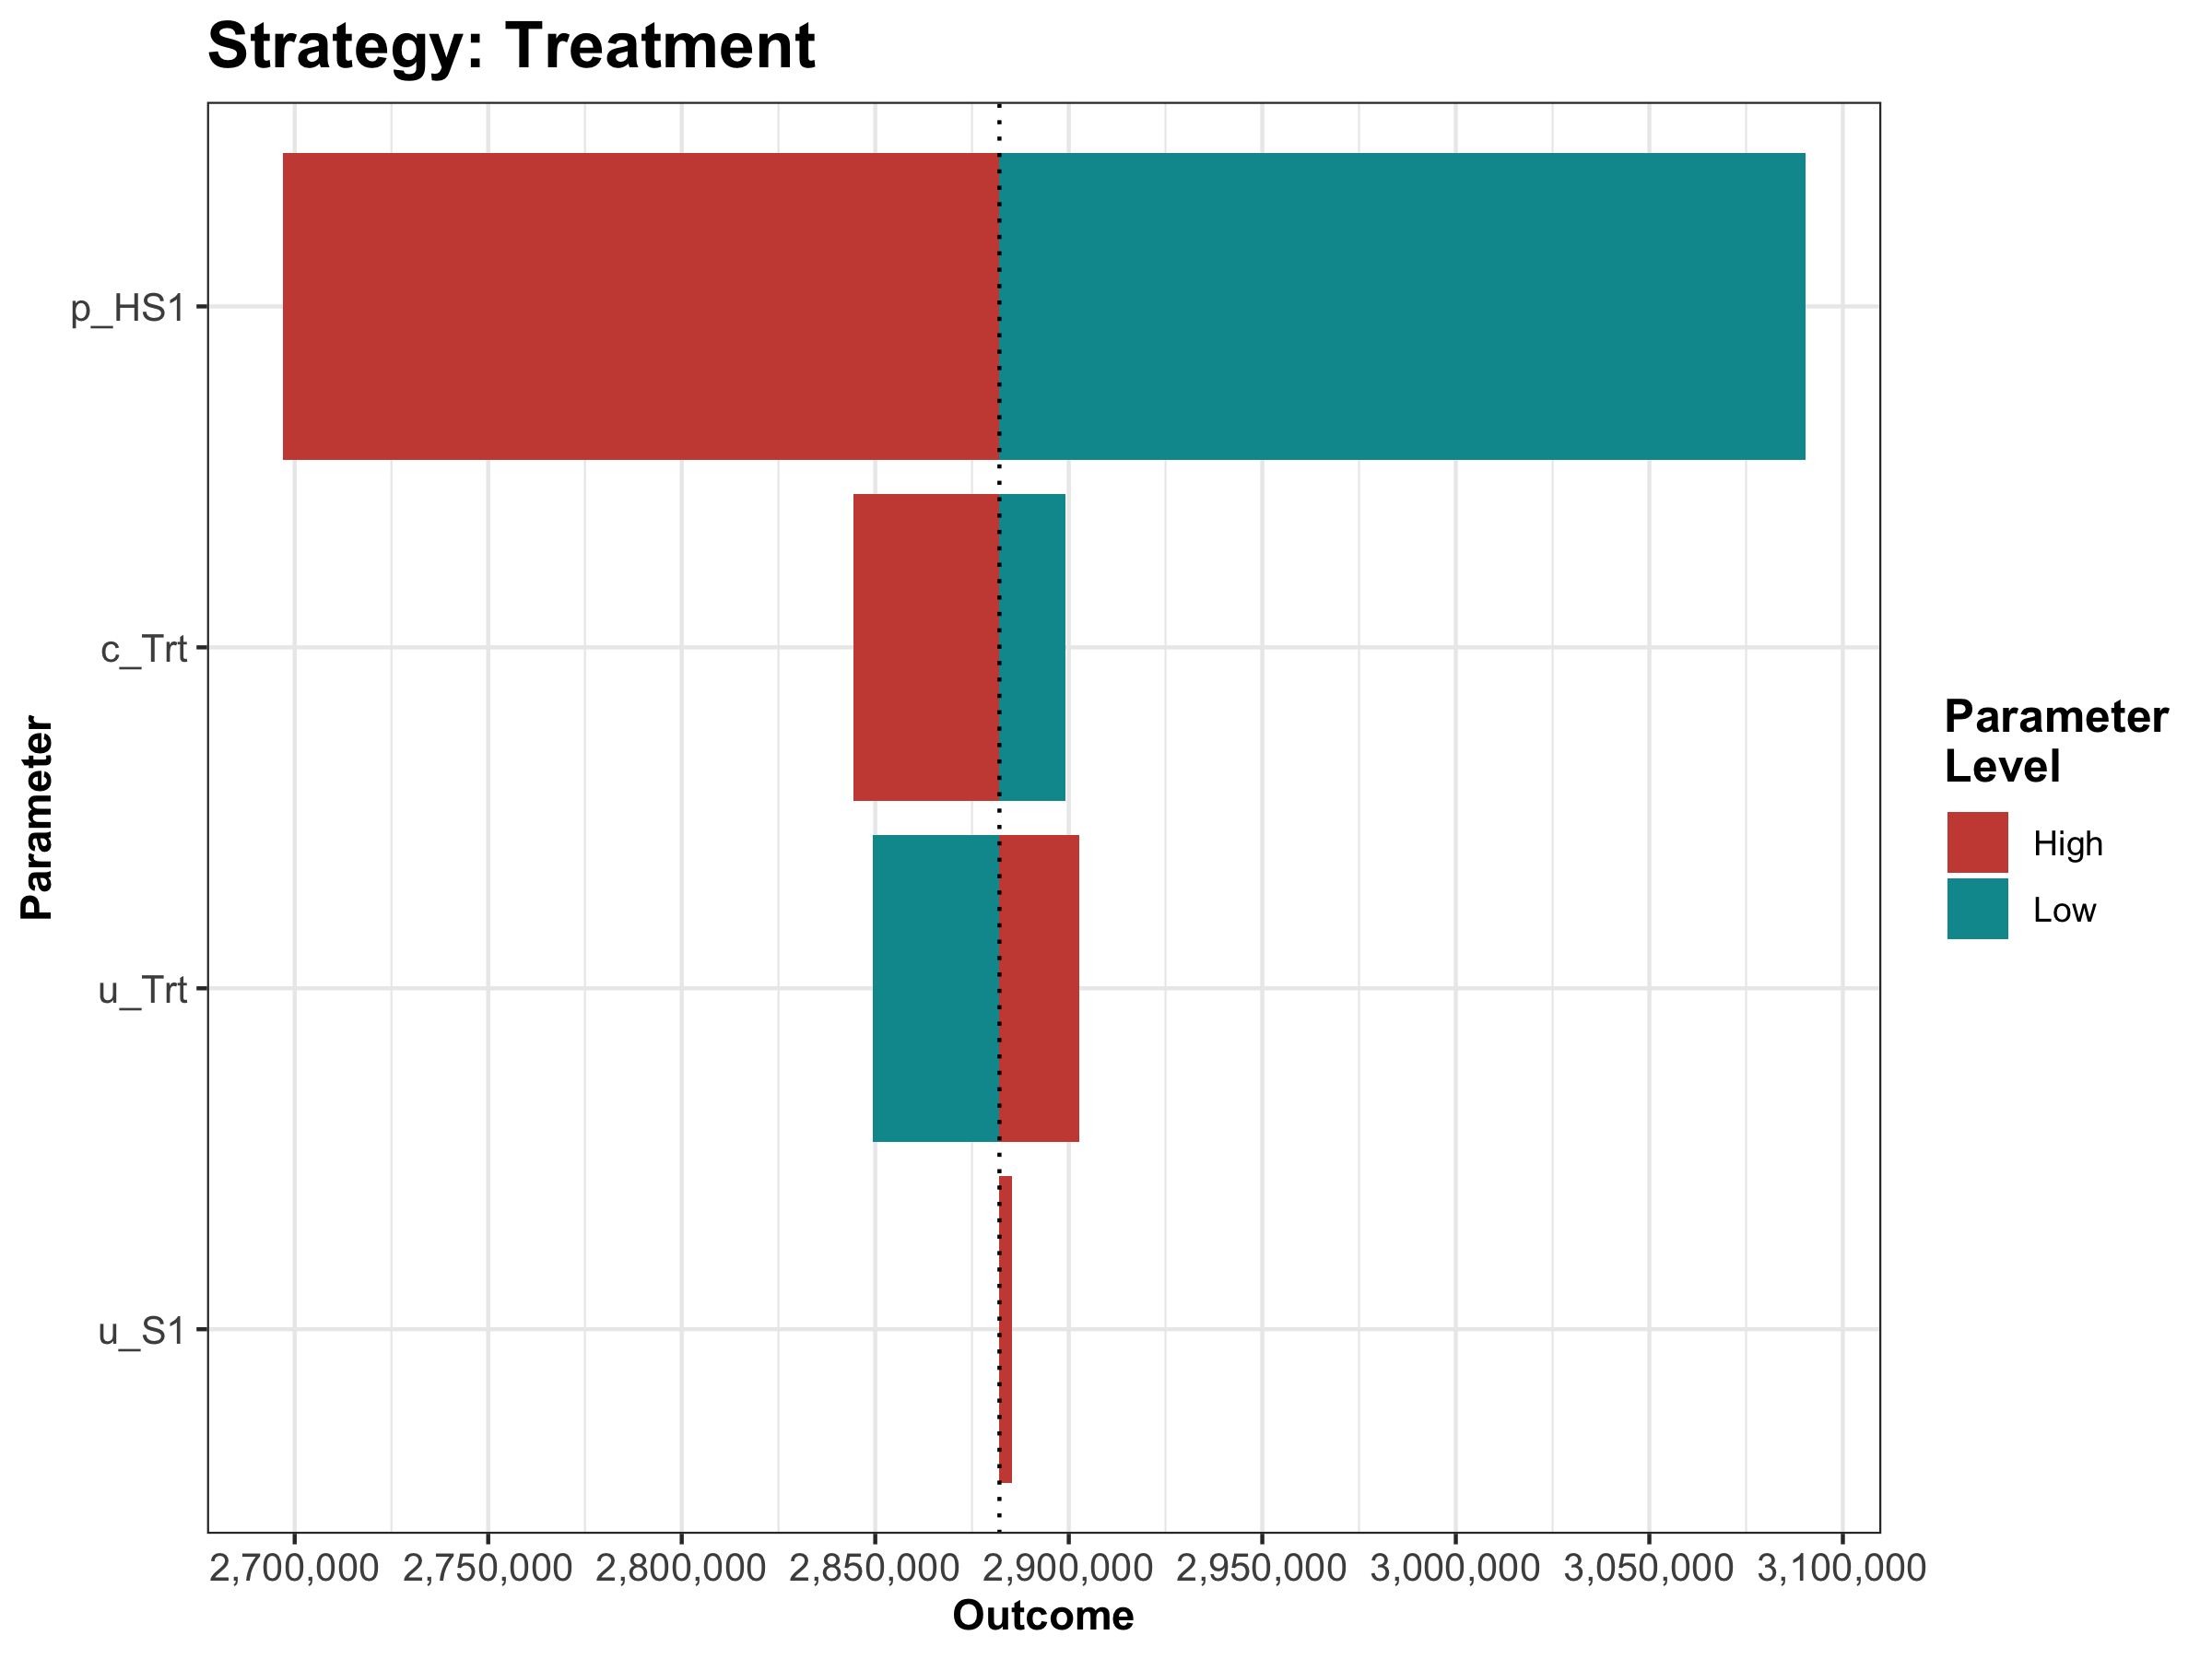 Strategy: Treatment
p_HS1
c_Trt
u_Trt
u_S1
Parameter
2,700,000 2,750,000 2,800,000 2,850,000 2,900,000 2,950,000 3,000,000 3,050,000 3,100,000
Outcome
Parameter
Level
High
Low